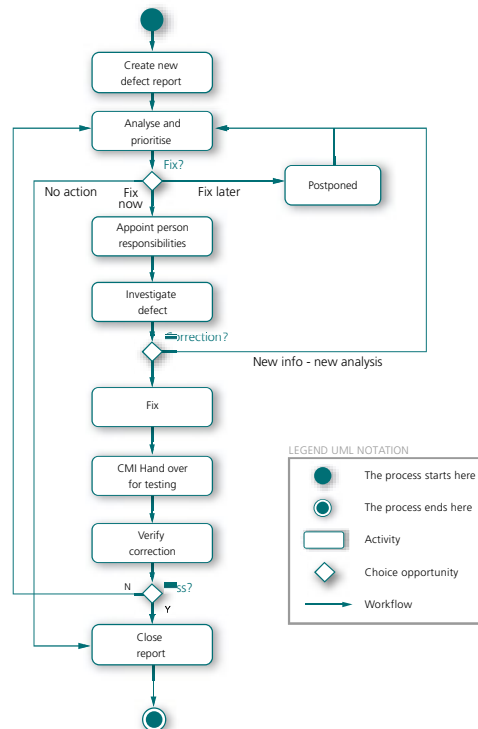 Create new
defect report
Analyse and
prioritise
Fix?
No action
Fix
now
Fix later
Postponed
Appoint person
responsibilities
Investigate
defect
New info - new analysis
Fix
CMI Hand over
for testing
Verify
correction
N
Y
Close
report
LEGEND UML NOTATION
The process starts here
The process ends here
Activity
Choice opportunity
Workflow